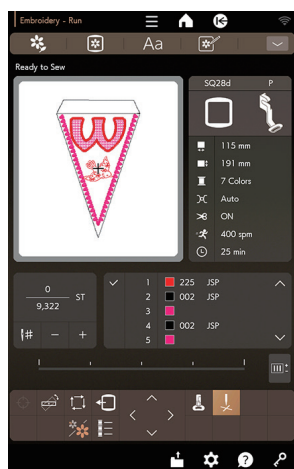 Embroidery - Run
Aa
Ready to Sew
W
SQ28d P
115 mm
191 mm
7 Colors
Auto
ON
400 spm
25 min
0
9,322 ST
1 225 JSP
2 002 JSP
3
4 002 JSP
5
# - +
?